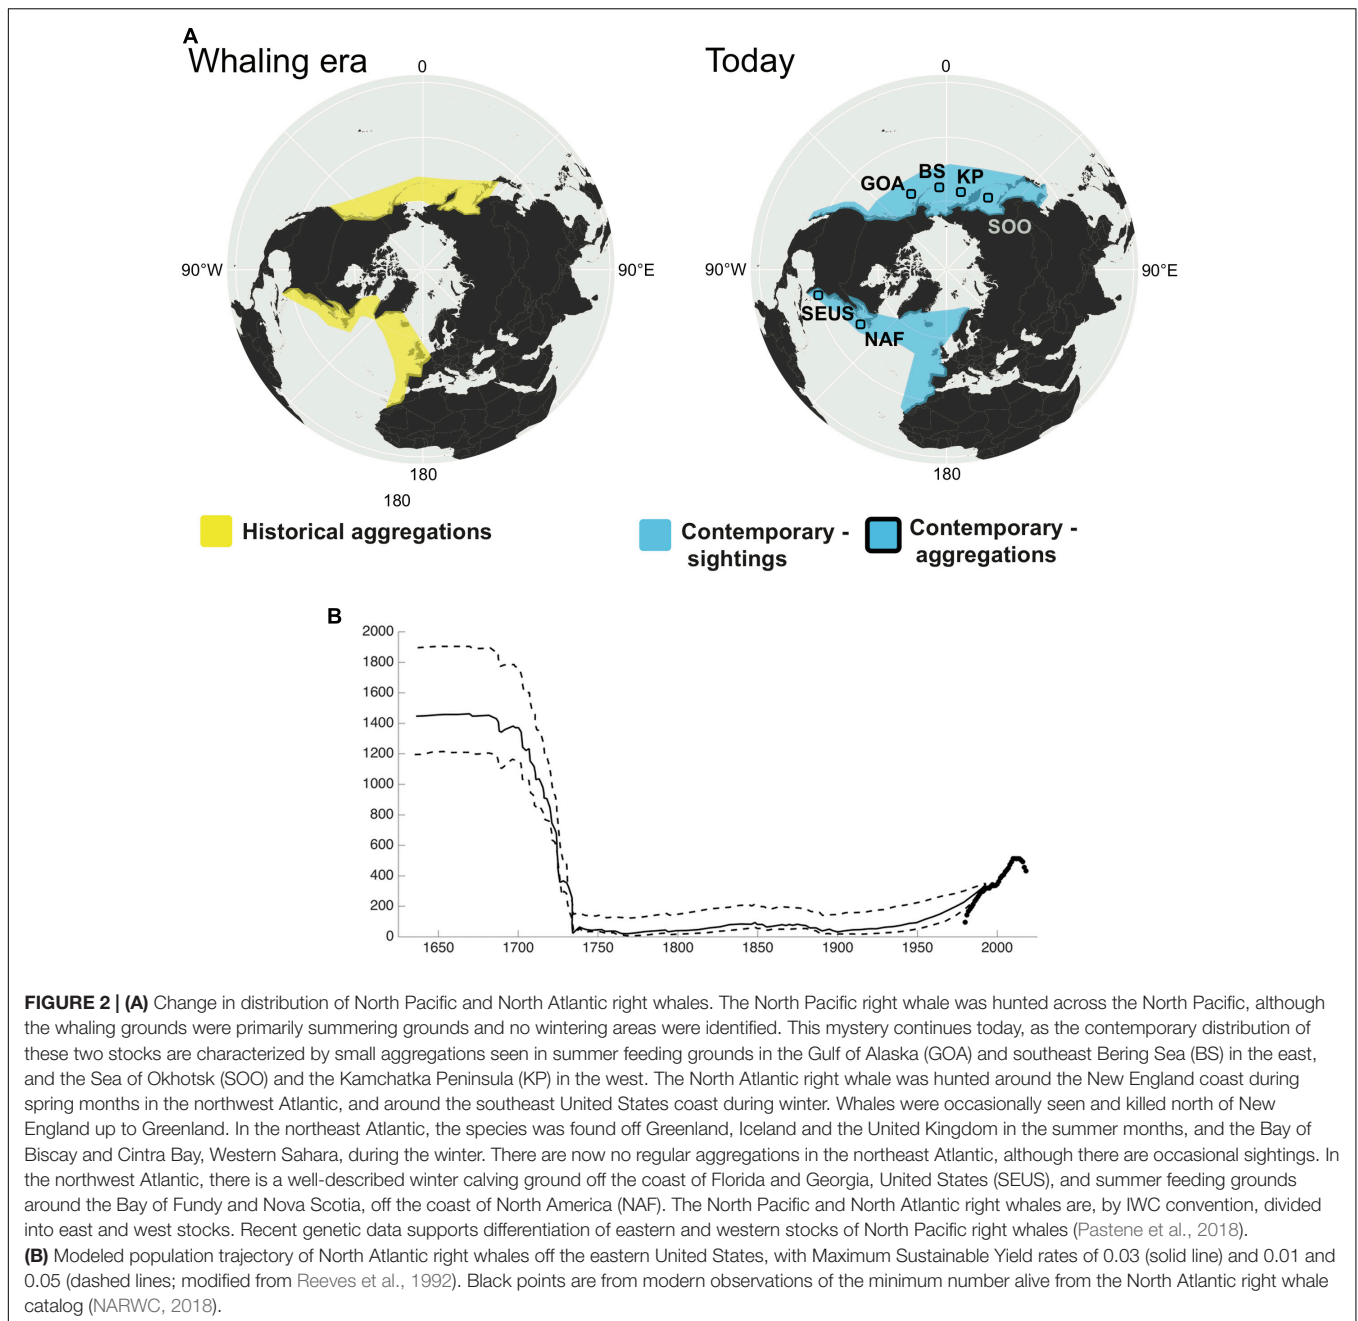 A
Whaling era
Today
0
0
GOA
BS
KP
SOO
90°W
90°E
90°W
90°E
SEUS
NAF
180
180
180
Historical aggregations
Contemporary -
sightings
Contemporary -
aggregations
B
2000
1800
1600
1400
1200
1000
800
600
400
200
0
1650
1700
1750
1800
1850
1900
1950
2000
FIGURE 2 | (A) Change in distribution of North Pacific and North Atlantic right whales. The North Pacific right whale was hunted across the North Pacific, although
the whaling grounds were primarily summering grounds and no wintering areas were identified. This mystery continues today, as the contemporary distribution of
these two stocks are characterized by small aggregations seen in summer feeding grounds in the Gulf of Alaska (GOA) and southeast Bering Sea (BS) in the east,
and the Sea of Okhotsk (SOO) and the Kamchatka Peninsula (KP) in the west. The North Atlantic right whale was hunted around the New England coast during
spring months in the northwest Atlantic, and around the southeast United States coast during winter. Whales were occasionally seen and killed north of New
England up to Greenland. In the northeast Atlantic, the species was found off Greenland, Iceland and the United Kingdom in the summer months, and the Bay of
Biscay and Cintra Bay, Western Sahara, during the winter. There are now no regular aggregations in the northeast Atlantic, although there are occasional sightings. In
the northwest Atlantic, there is a well-described winter calving ground off the coast of Florida and Georgia, United States (SEUS), and summer feeding grounds
around the Bay of Fundy and Nova Scotia, off the coast of North America (NAF). The North Pacific and North Atlantic right whales are, by IWC convention, divided
into east and west stocks. Recent genetic data supports differentiation of eastern and western stocks of North Pacific right whales (Pastene et al., 2018).
(B) Modeled population trajectory of North Atlantic right whales off the eastern United States, with Maximum Sustainable Yield rates of 0.03 (solid line) and 0.01 and
0.05 (dashed lines; modified from Reeves et al., 1992). Black points are from modern observations of the minimum number alive from the North Atlantic right whale
catalog (NARWC, 2018).